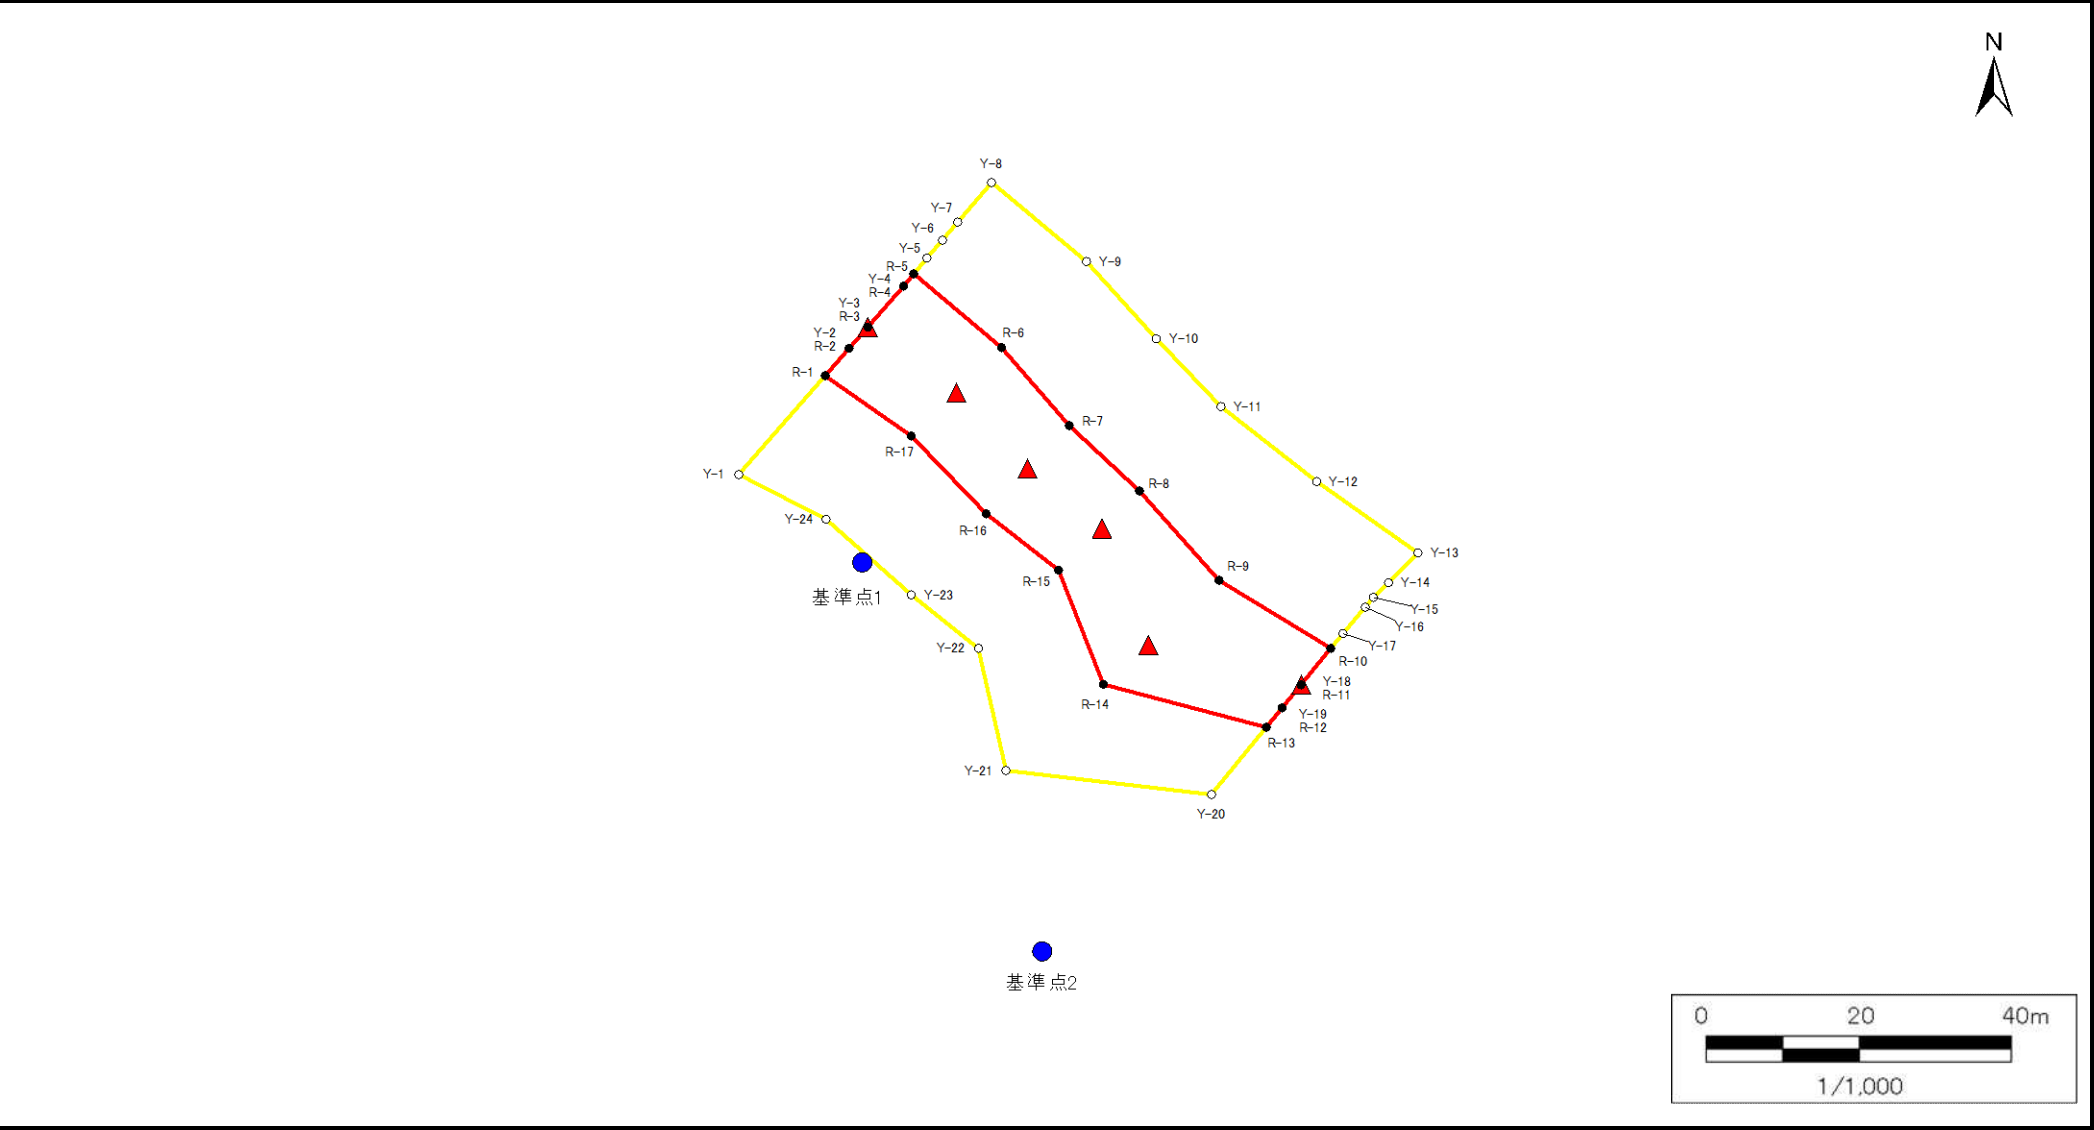 N
Y-8
Y-7
Y-6
Y-5
R-5
Y-4
R-4
Y-3
R-3
Y-2
R-2
R-1
Y-9
R-6
Y-10
Y-11
R-7
R-17
Y-1
Y-12
R-8
Y-24
R-16
Y-13
R-9
R-15
Y-14
基準点1
Y-23
Y-15
Y-16
Y-22
Y-17
R-10
Y-18
R-11
R-14
Y-19
R-12
R-13
Y-21
Y-20
基準点2
0 20 40m
1/1,000